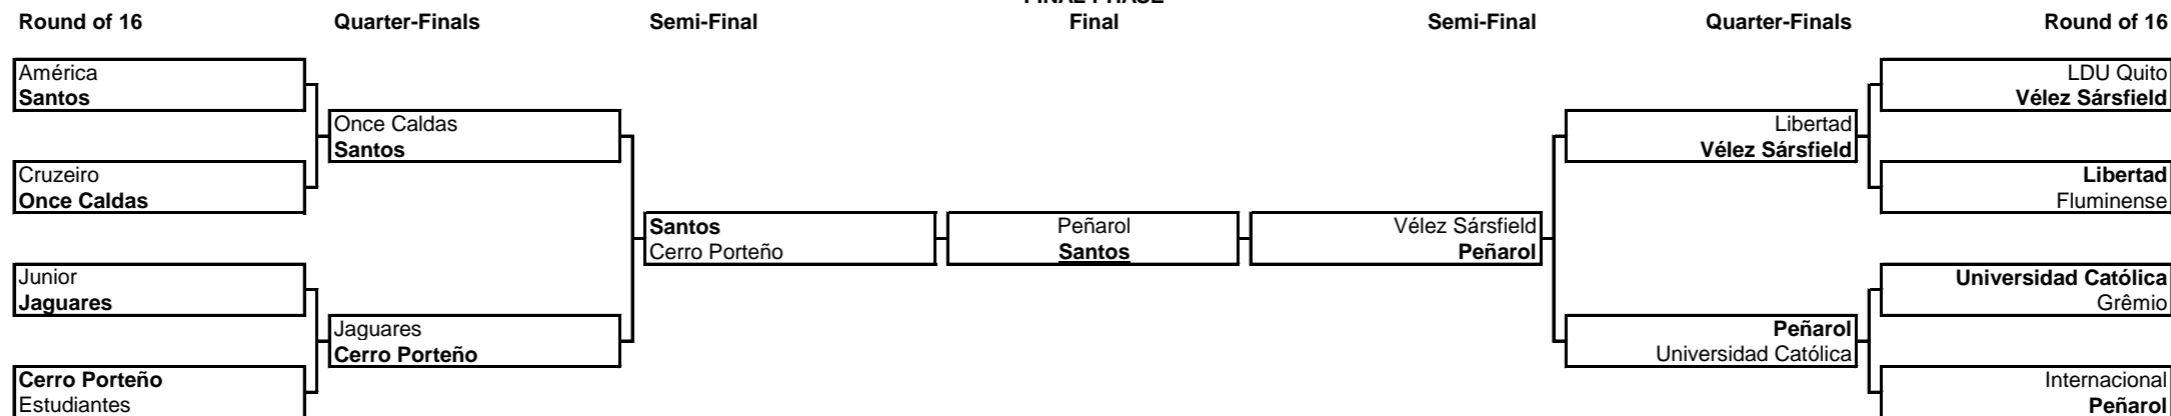 FINAL PHASE
Round of 16 Quarter-Finals Semi-Final Final Semi-Final Quarter-Finals Round of 16
América
Santos
Cruzeiro
Once Caldas
Junior
Jaguares
Cerro Porteño
Estudiantes
Once Caldas
Santos
Jaguares
Cerro Porteño
Santos
Cerro Porteño
Peñarol
Santos
Vélez Sársfield
Peñarol
Libertad
Vélez Sársfield
Peñarol
Universidad Católica
LDU Quito
Vélez Sársfield
Libertad
Fluminense
Universidad Católica
Grêmio
Internacional
Peñarol